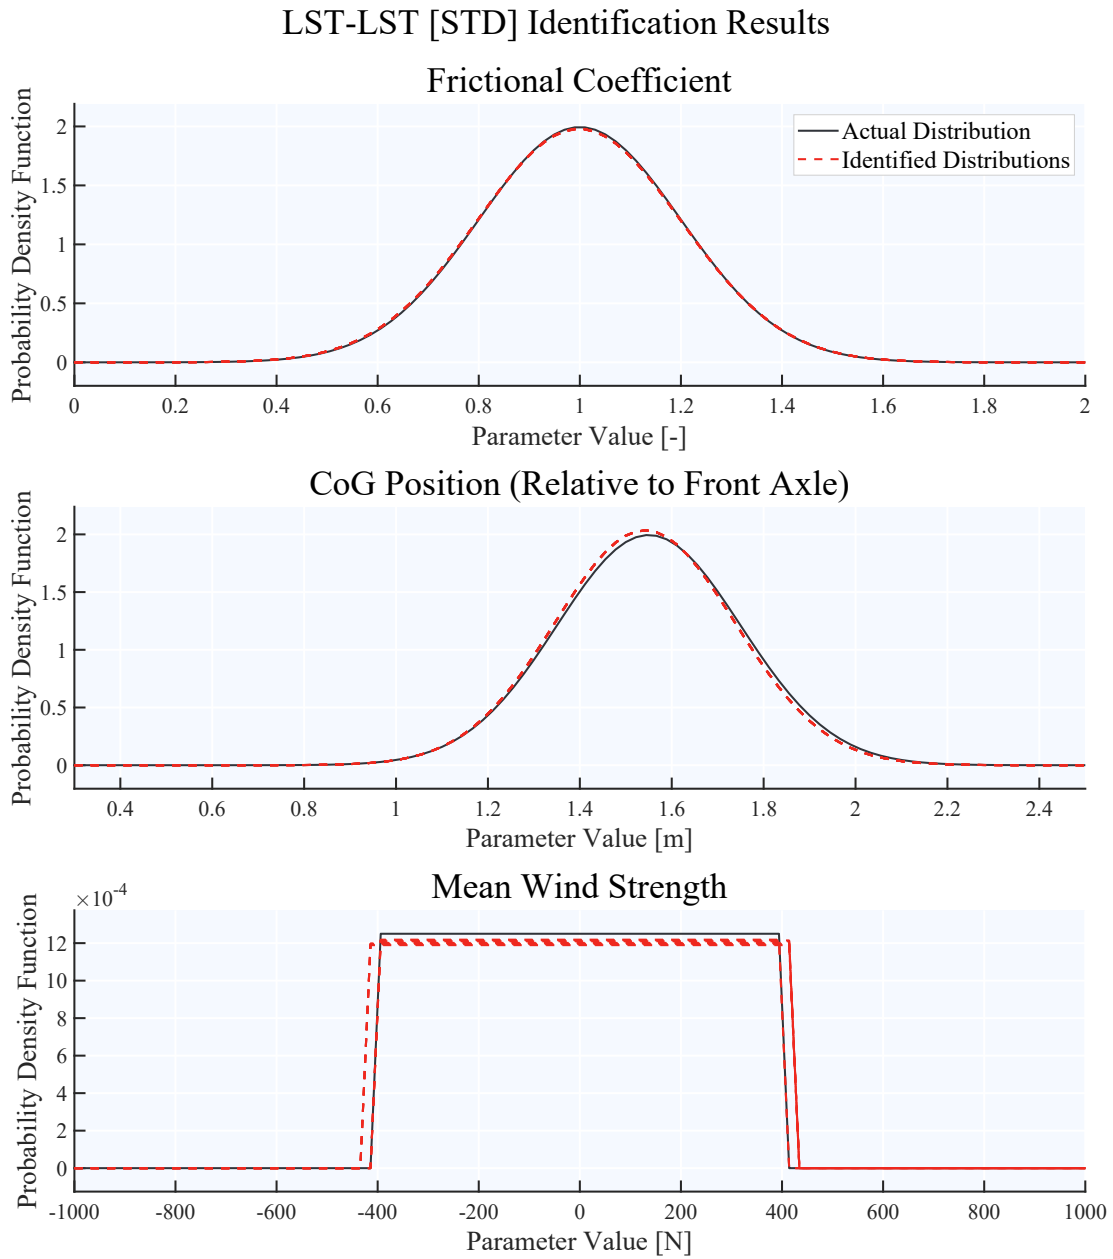 LST-LST [STD] Identification Results
Frictional Coefficient
Probability Density Function
2
1.5
1
0.5
0
Actual Distribution
Identified Distributions
0 0.2 0.4 0.6 0.8 1 1.2 1.4 1.6 1.8 2
Parameter Value [-]
CoG Position (Relative to Front Axle)
Probability Density Function
2
1.5
1
0.5
0
0.4 0.6 0.8 1 1.2 1.4 1.6 1.8 2 2.2 2.4
Parameter Value [m]
Mean Wind Strength
×10⁻⁴
Probability Density Function
12
10
8
6
4
2
0
-1000 -800 -600 -400 -200 0 200 400 600 800 1000
Parameter Value [N]